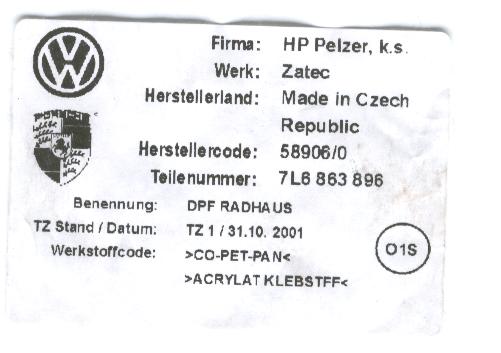 Firma: HP Pelzer, k.s.
Werk: Zatec
Herstellerland: Made in Czech
Republic
Herstellercode: 58906/0
Teilenummer: 7L6 863 896
Benennung: DPF RADHAUS
TZ Stand / Datum: TZ 1 / 31.10. 2001
Werkstoffcode: >CO-PET-PAN<
>ACRYLAT KLEBSTFF<
O1S
PORSCHE